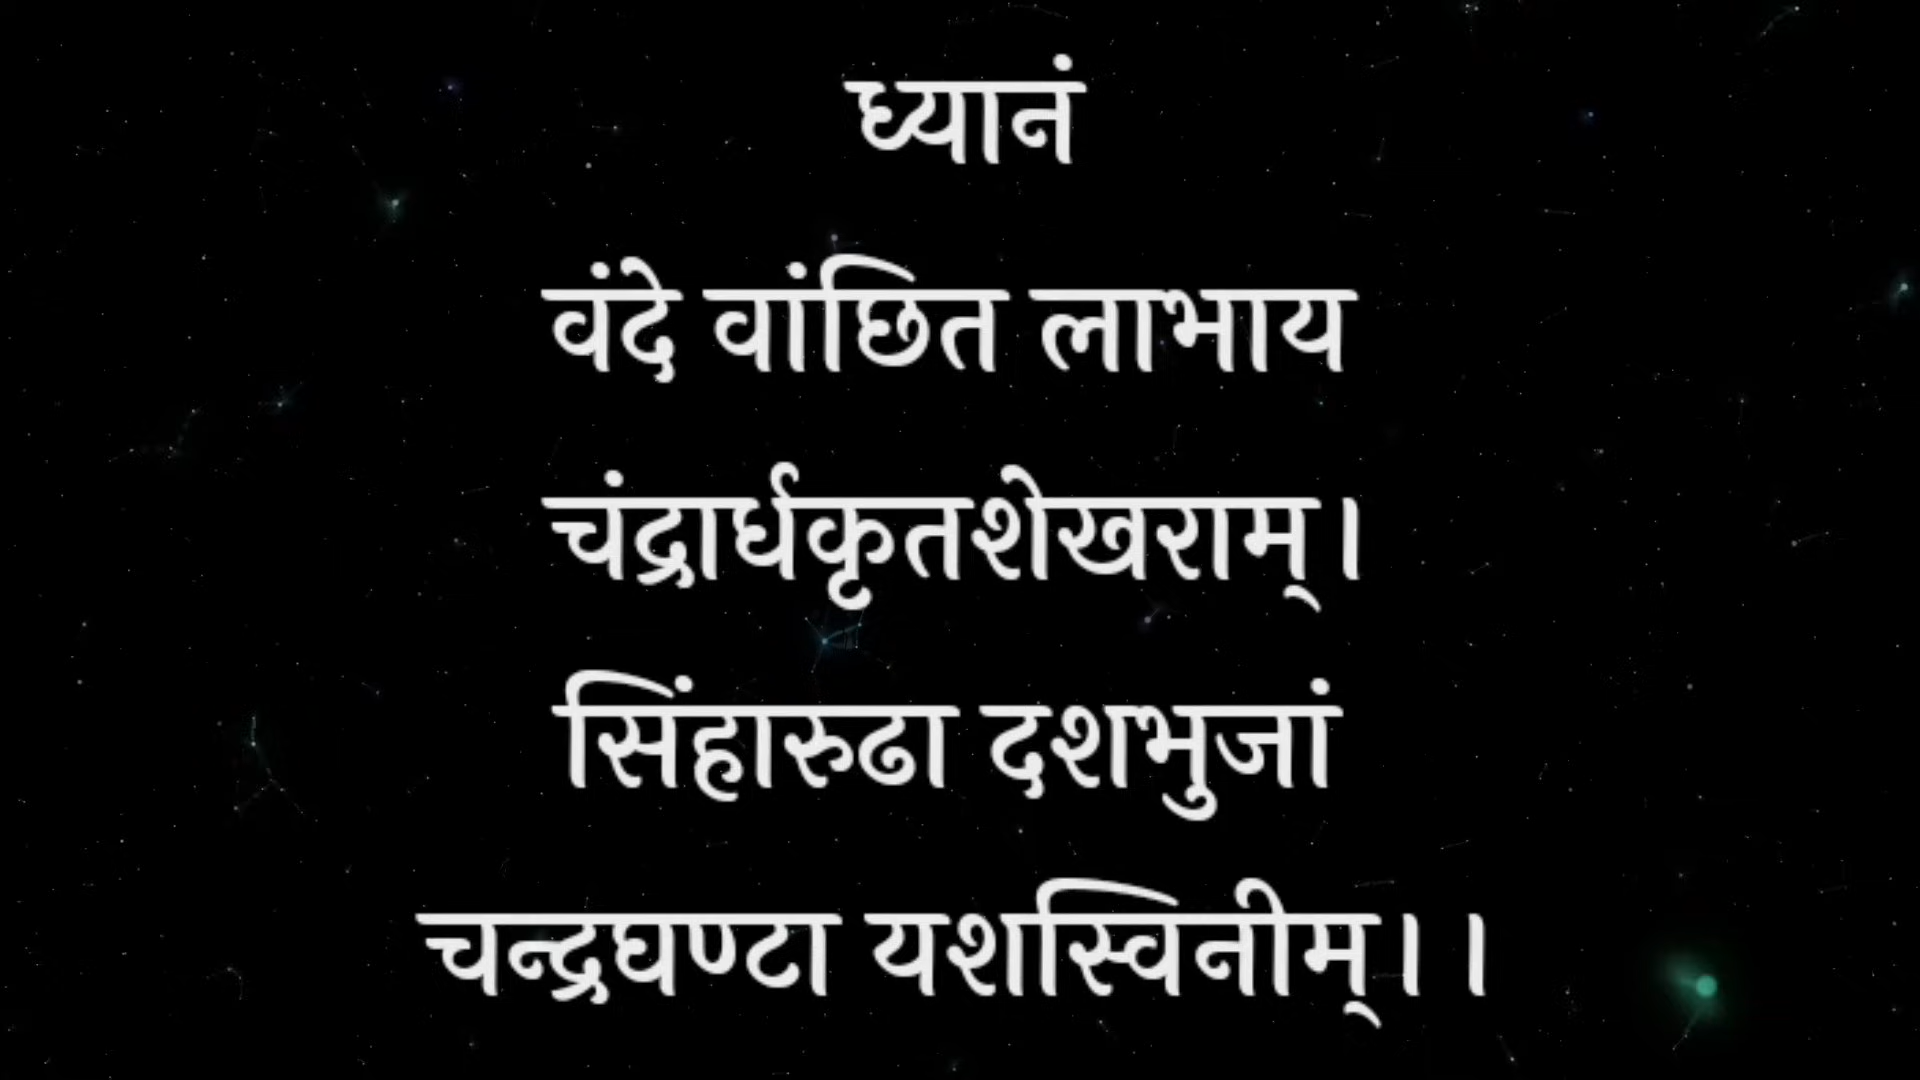 ध्यानं
वंदे वांछित लाभाय
चंद्रार्धकृतशेखराम्।
सिंहारुढा दशभुजां
चन्द्रघण्टा यशस्विनीम्।।